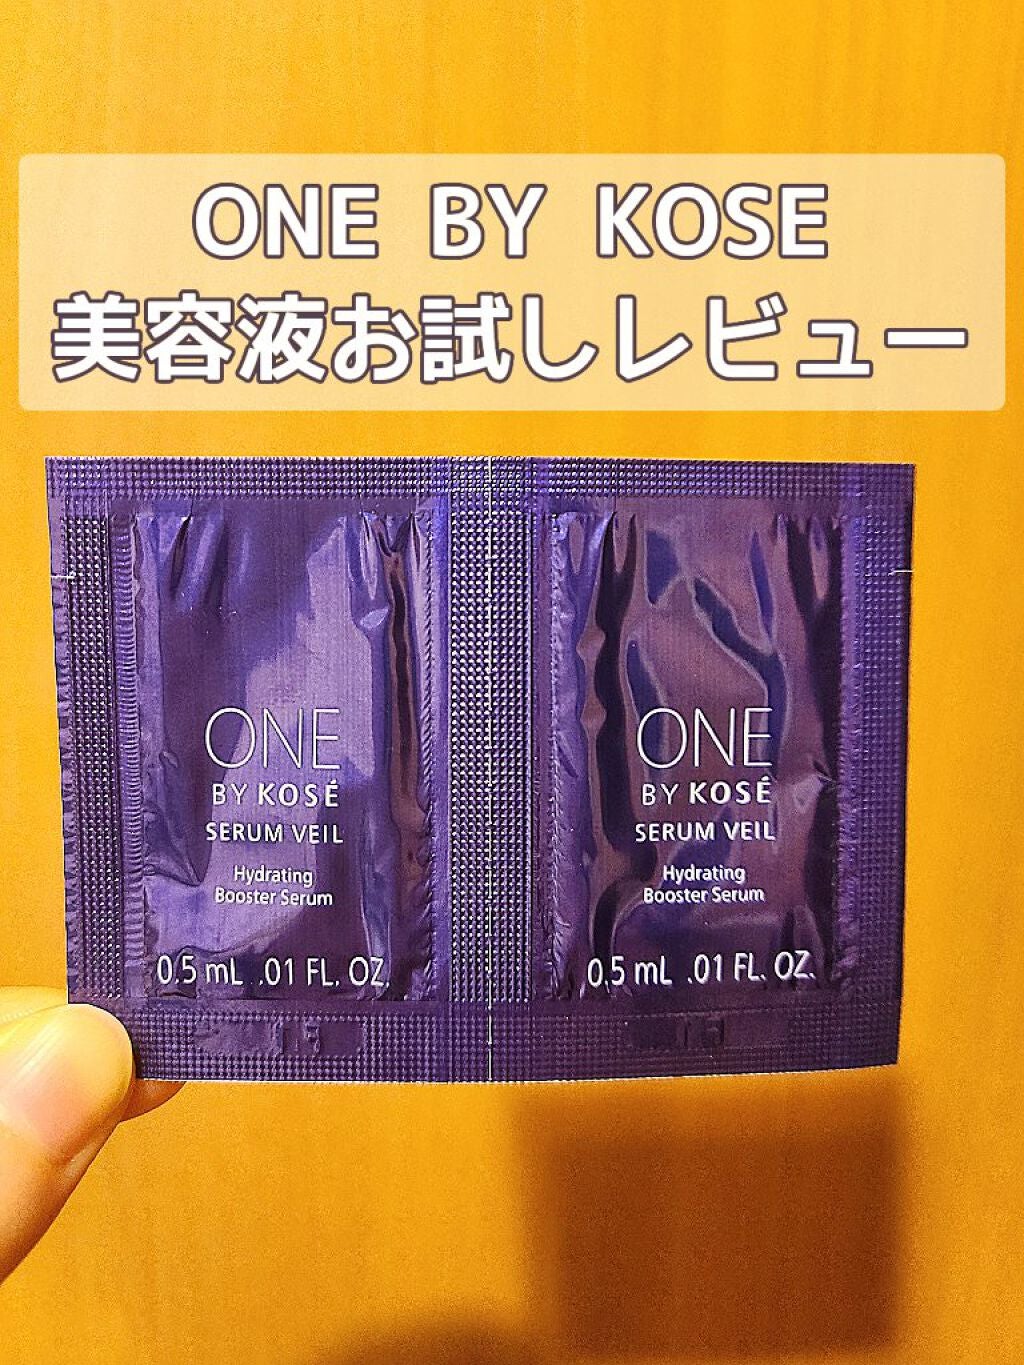 ONE BY KOSE
美容液お試しレビュー
ONE
BY KOSÉ
SERUM VEIL
Hydrating
Booster Serum
0.5 mL .01 FL. OZ.
ONE
BY KOSÉ
SERUM VEIL
Hydrating
Booster Serum
0.5 mL .01 FL. OZ.